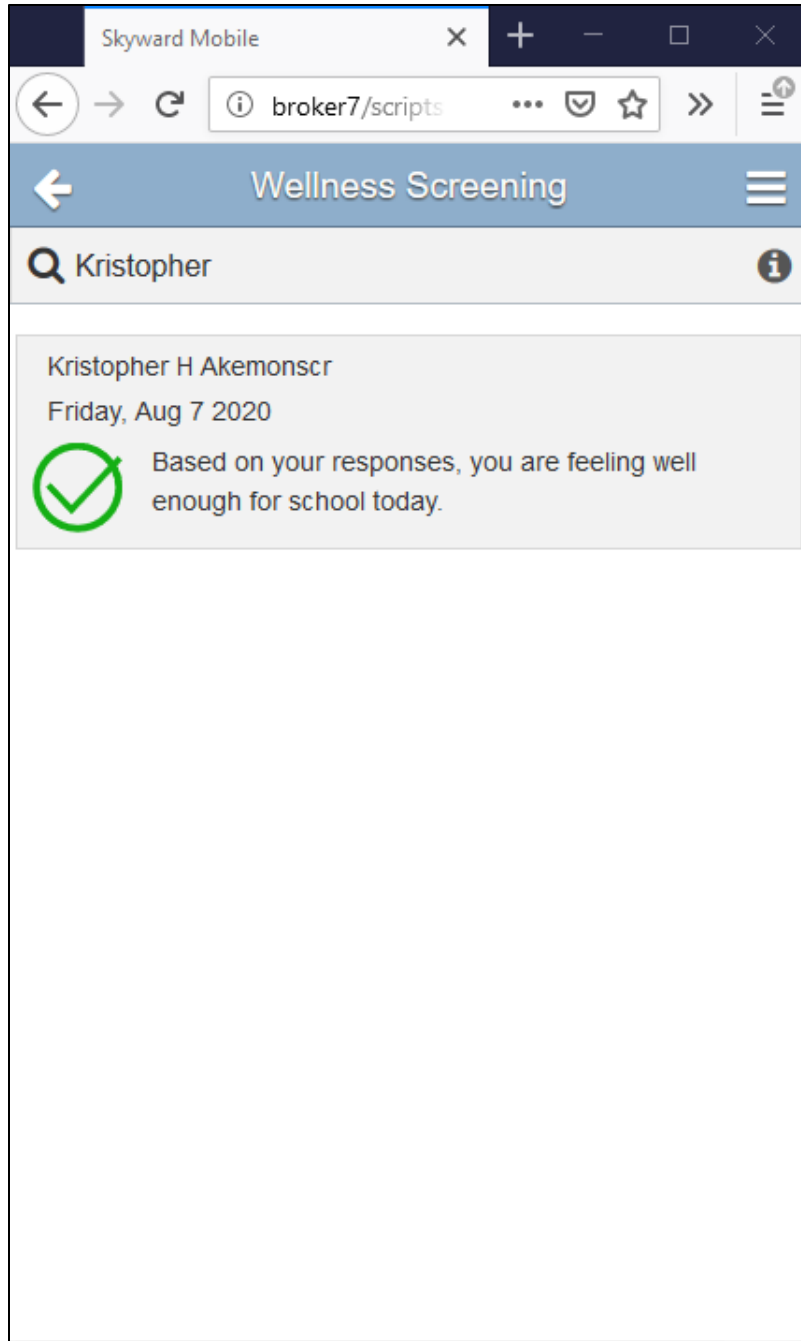 Skyward Mobile
broker7/scripts
Wellness Screening
Kristopher
Kristopher H Akemonscr
Friday, Aug 7 2020
Based on your responses, you are feeling well
enough for school today.